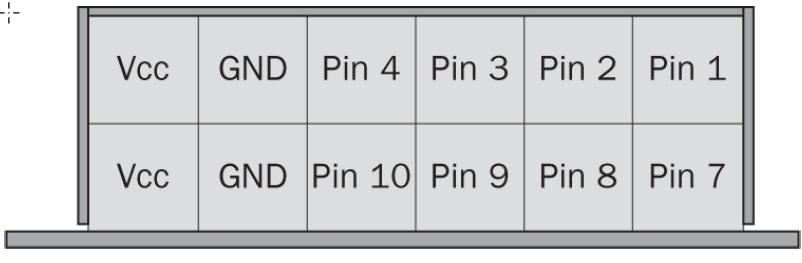 Vcc GND Pin 4 Pin 3 Pin 2 Pin 1
Vcc GND Pin 10 Pin 9 Pin 8 Pin 7